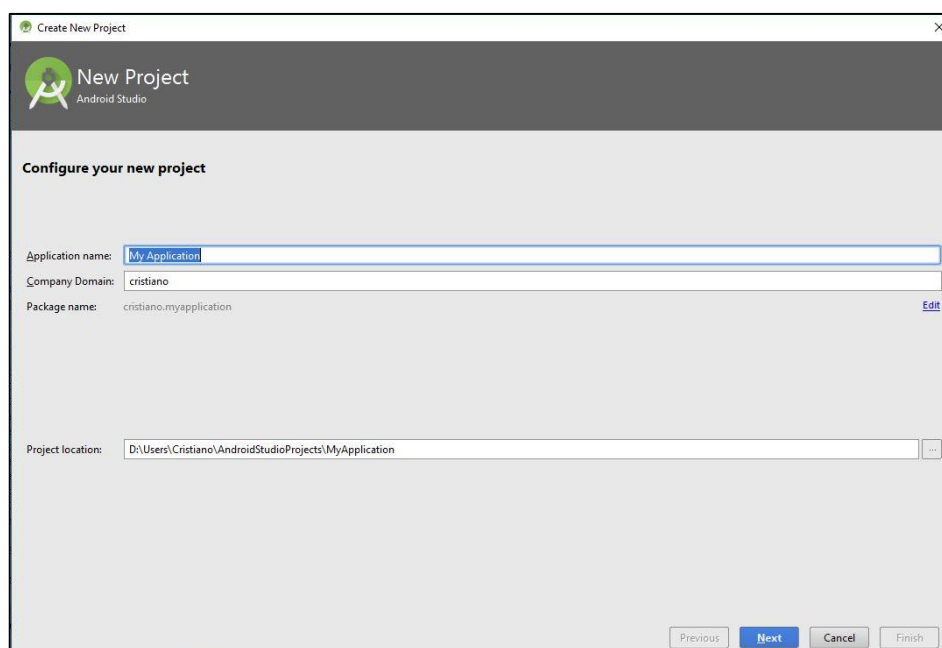 Create New Project
New Project
Android Studio
Configure your new project
Application name: My Application
Company Domain: cristiano
Package name: cristiano.myapplication Edit
Project location: D:\Users\Cristiano\AndroidStudioProjects\MyApplication ...
Previous Next Cancel Finish